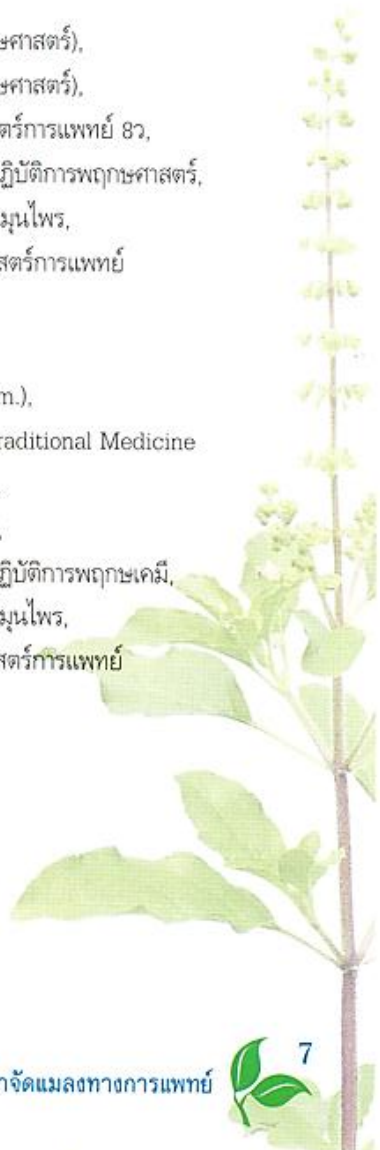 ษศาสตร์),
ษศาสตร์),
ตร์การแพทย์ 8ว,
ฏิบัติการพฤกษศาสตร์,
มุนไพร,
สตร์การแพทย์
m.),
raditional Medicine
ฏิบัติการพฤกษเคมี,
มุนไพร,
สตร์การแพทย์
7
าจัดแมลงทางการแพทย์